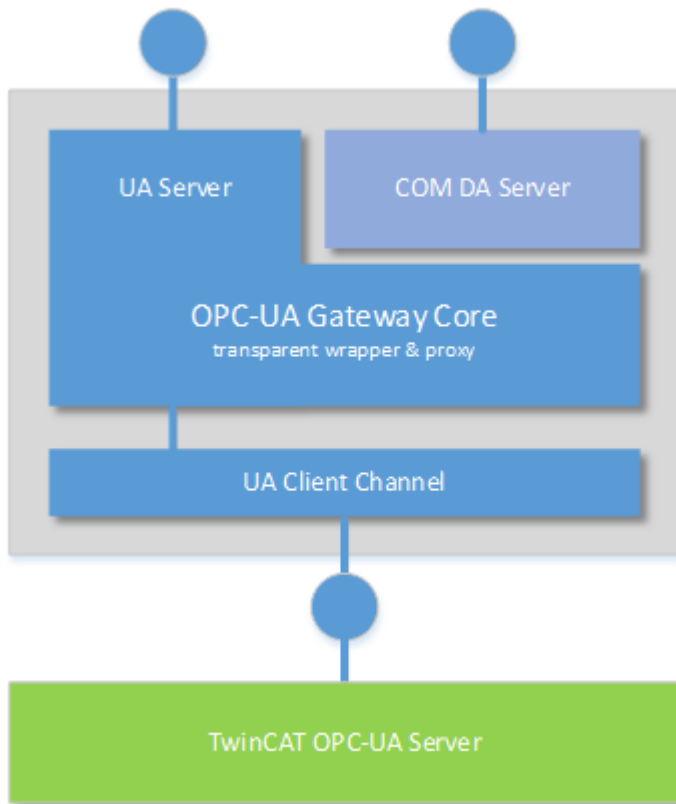 UA Server
COM DA Server
OPC-UA Gateway Core
transparent wrapper & proxy
UA Client Channel
TwinCAT OPC-UA Server